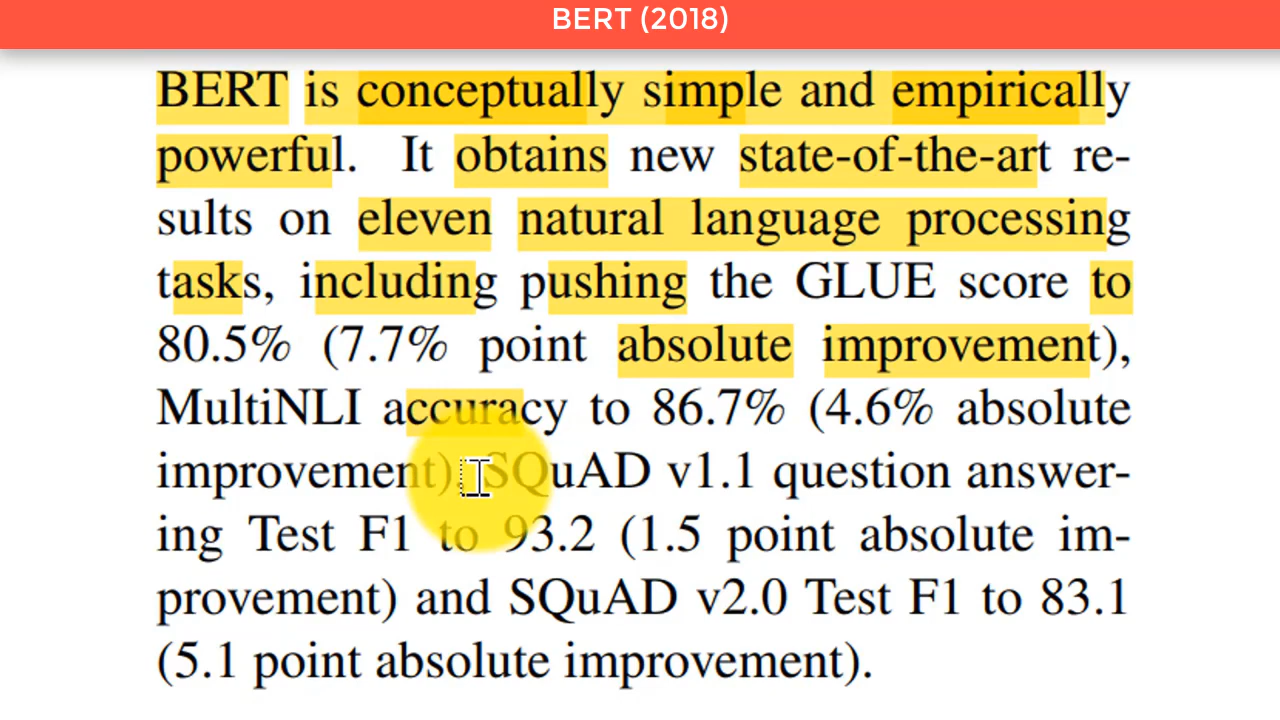 BERT (2018)
BERT is conceptually simple and empirically
powerful. It obtains new state-of-the-art re-
sults on eleven natural language processing
tasks, including pushing the GLUE score to
80.5% (7.7% point absolute improvement),
MultiNLI accuracy to 86.7% (4.6% absolute
improvement), SQuAD v1.1 question answer-
ing Test F1 to 93.2 (1.5 point absolute im-
provement) and SQuAD v2.0 Test F1 to 83.1
(5.1 point absolute improvement).